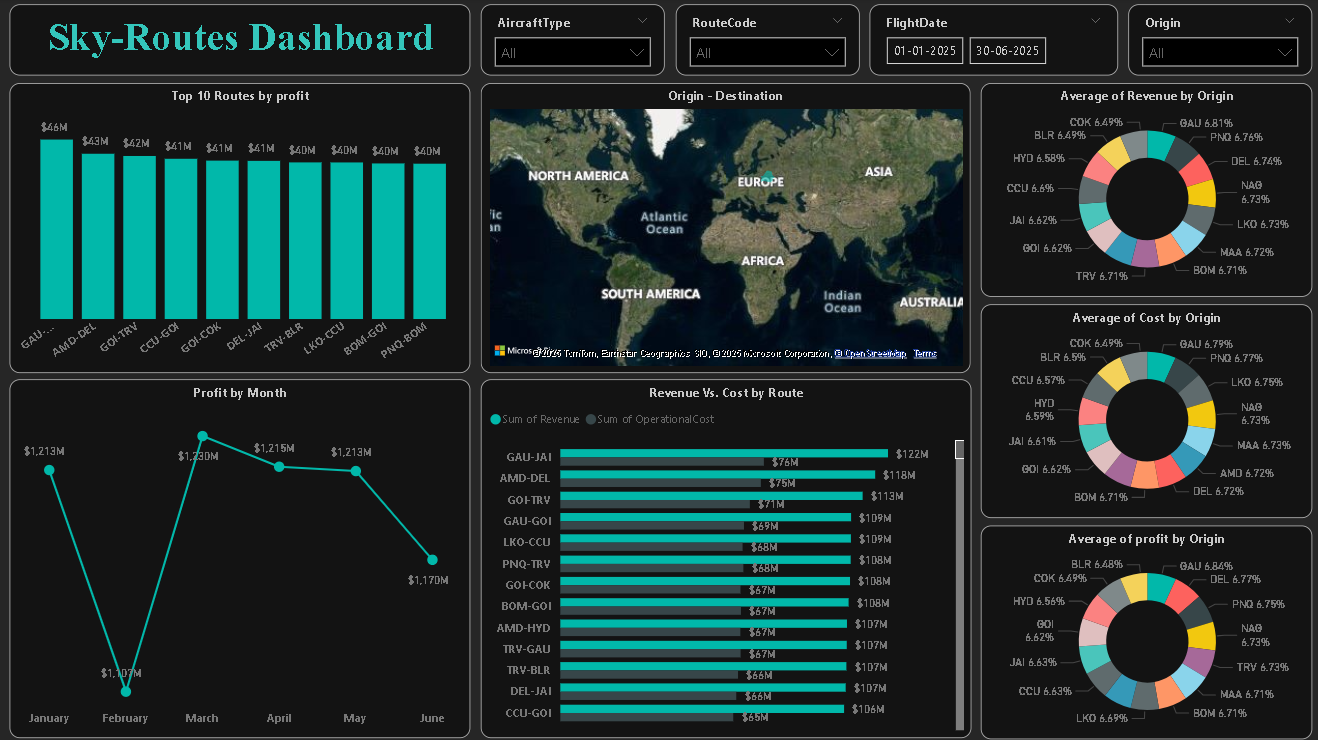 Sky-Routes Dashboard
AircraftType
All
RouteCode
All
FlightDate
01-01-2025 30-06-2025
Origin
All
Top 10 Routes by profit
$46M
$43M
$42M
$41M
$41M
$41M
$40M
$40M
$40M
$40M
GAU-...
AMD-DEL
GOI-TRV
CCU-GOI
GOI-COK
DEL-JAI
TRV-BLR
LKO-CCU
BOM-GOI
PNQ-BOM
Origin - Destination
NORTH AMERICA
EUROPE
ASIA
Atlantic
Ocean
AFRICA
SOUTH AMERICA
Indian
Ocean
AUSTRALIA
© 2025 TomTom, Earthstar Geographics SIO, © 2025 Microsoft Corporation, © OpenStreetMap Terms
Average of Revenue by Origin
COK 6.49%
GAU 6.81%
BLR 6.49%
PNQ 6.76%
HYD 6.58%
DEL 6.74%
CCU 6.6%
NAG
6.73%
JAI 6.62%
LKO 6.73%
GOI 6.62%
MAA 6.72%
TRV 6.71%
BOM 6.71%
Average of Cost by Origin
COK 6.49%
GAU 6.79%
BLR 6.5%
PNQ 6.77%
CCU 6.57%
LKO 6.75%
HYD
6.59%
NAG
6.73%
JAI 6.61%
MAA 6.73%
GOI 6.62%
AMD 6.72%
BOM 6.71%
DEL 6.72%
Average of profit by Origin
BLR 6.48%
GAU 6.84%
COK 6.49%
DEL 6.77%
HYD 6.56%
PNQ 6.75%
GOI
6.62%
NAG
6.73%
JAI 6.63%
TRV 6.73%
CCU 6.63%
MAA 6.71%
LKO 6.69%
BOM 6.71%
Profit by Month
$1,213M
$1,230M
$1,215M
$1,213M
$1,170M
January
February
March
April
May
June
Revenue Vs. Cost by Route
Sum of Revenue Sum of OperationalCost
GAU-JAI $122M
$76M
AMD-DEL $118M
$75M
GOI-TRV $113M
$71M
GAU-GOI $109M
$69M
LKO-CCU $109M
$68M
PNQ-TRV $108M
$68M
GOI-COK $108M
$67M
BOM-GOI $108M
$67M
AMD-HYD $107M
$67M
TRV-GAU $107M
$67M
TRV-BLR $107M
$66M
DEL-JAI $107M
$66M
CCU-GOI $106M
$65M